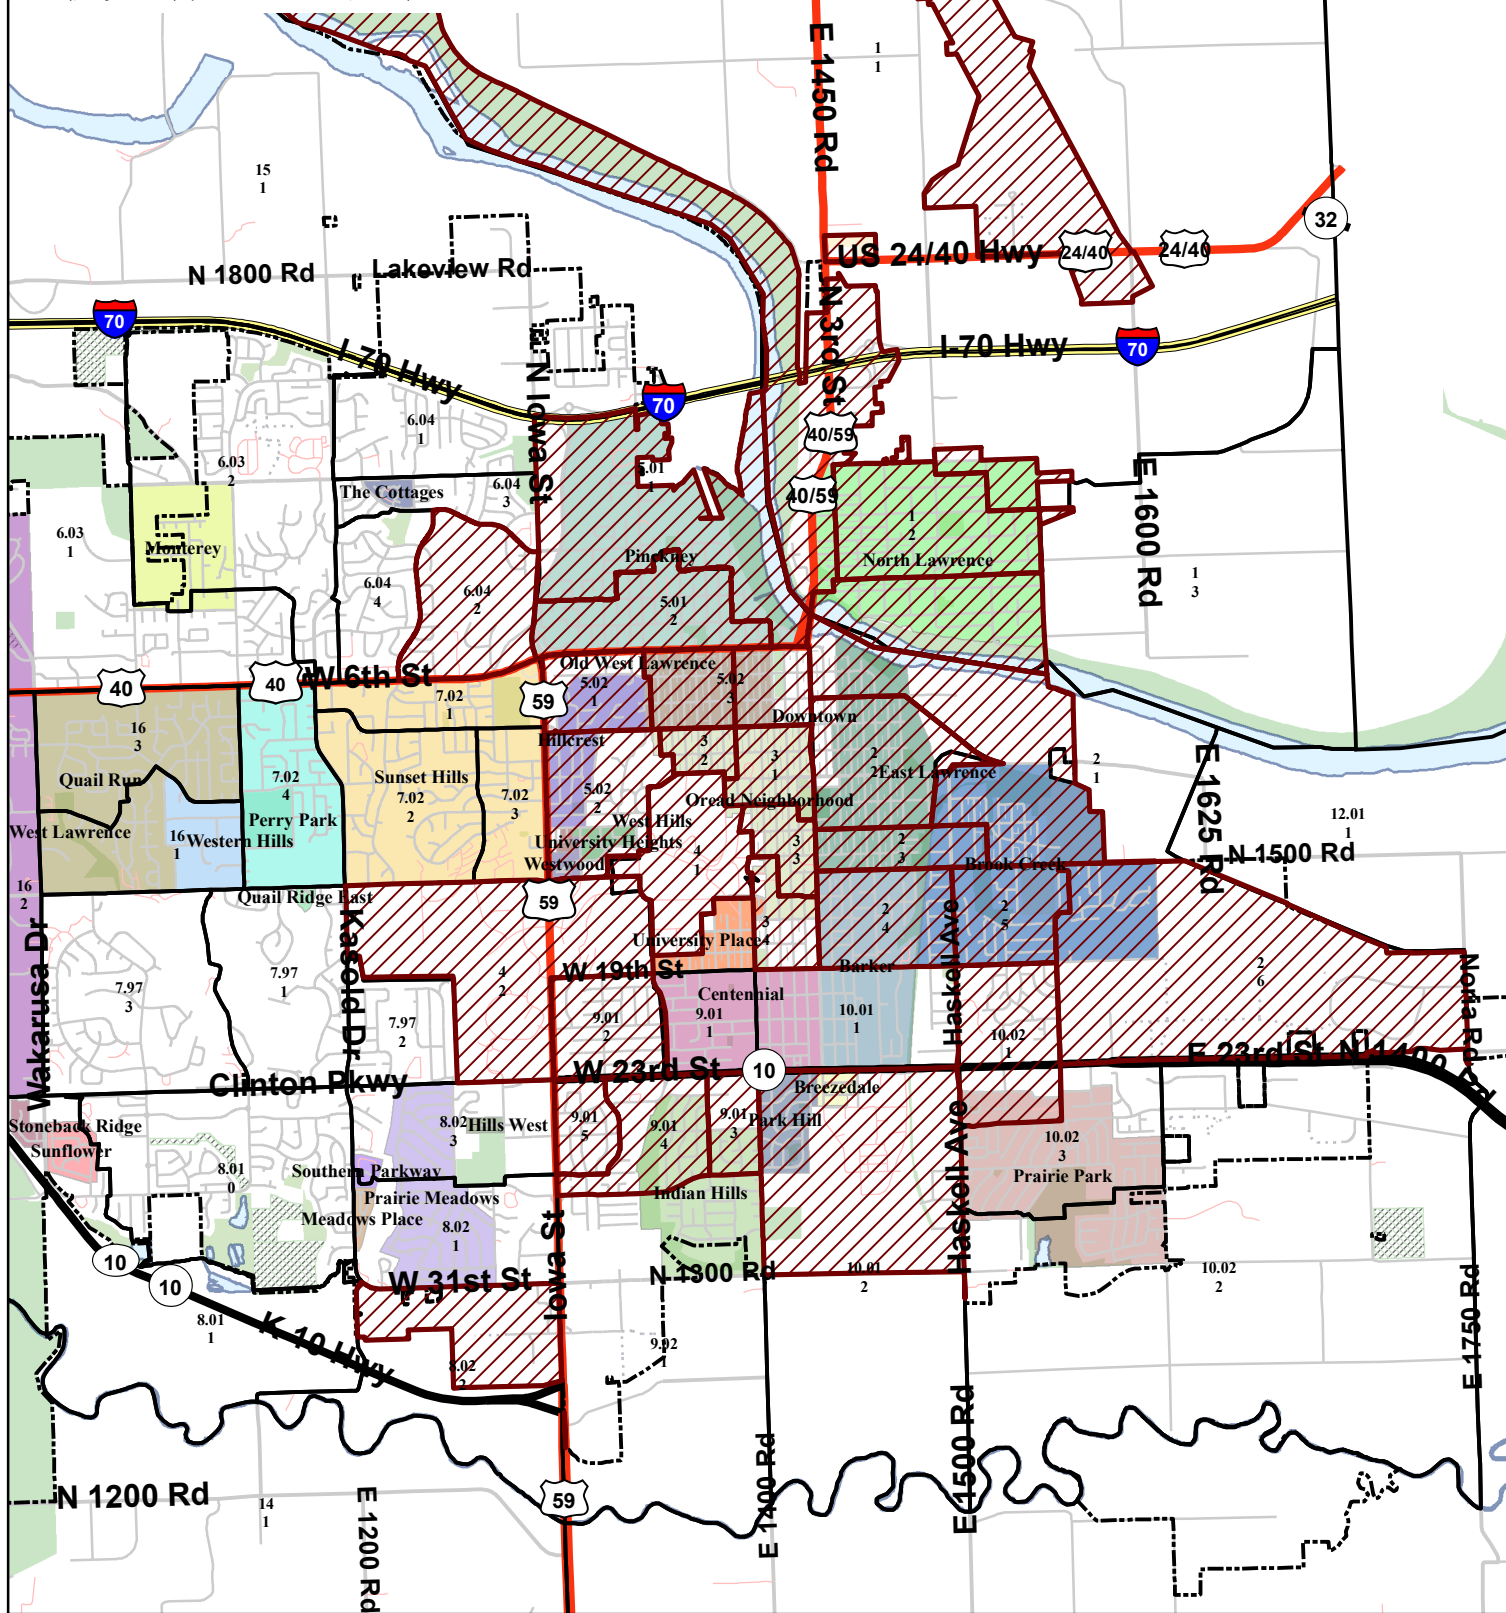 E 1450 Rd
1
1
15
1
32
US 24/40 Hwy
24/40
24/40
N 1800 Rd
Lakeview Rd
70
I-70 Hwy
N 3rd St
I-70 Hwy
70
70
N Iowa St
6.04
1
40/59
6.03
2
5.01
1
The Cottages
6.04
3
40/59
E 1600 Rd
6.03
1
Monterey
1
2
North Lawrence
Pinckney
6.04
4
6.04
2
5.01
2
1
3
Old West Lawrence
40
40
W 6th St
59
7.02
1
5.02
1
5.02
3
Downtown
16
3
Hillcrest
3
2
3
1
2
2
East Lawrence
2
1
E 1625 Rd
Quail Run
7.02
4
Sunset Hills
7.02
2
7.02
3
5.02
2
Oread Neighborhood
12.01
1
West Lawrence
16
1
Western Hills
Perry Park
West Hills
University Heights
Westwood
4
1
3
3
2
3
Brook Creek
N 1500 Rd
16
2
Quail Ridge East
59
Wakarusa Dr
Kasold Dr
University Place
3
4
2
4
2
5
Haskell Ave
W 19th St
Barker
4
2
2
6
Noria Rd
7.97
3
7.97
1
7.97
2
Centennial
9.01
1
9.01
2
10.01
1
10.02
1
Clinton Pkwy
W 23rd St
10
E 23rd St
N 1400 Rd
Breezedale
Stoneback Ridge
Sunflower
8.02
3
Hills West
9.01
5
9.01
4
9.01
3
Park Hill
Haskell Ave
10.02
3
Prairie Park
8.01
0
Southern Parkway
Prairie Meadows
Meadows Place
8.02
1
Indian Hills
Iowa St
10
10
W 31st St
N 1300 Rd
10.01
2
10.02
2
8.01
1
K 10 Hwy
8.02
2
9.02
1
E 1750 Rd
N 1200 Rd
14
1
E 1200 Rd
59
E 1400 Rd
E 1500 Rd